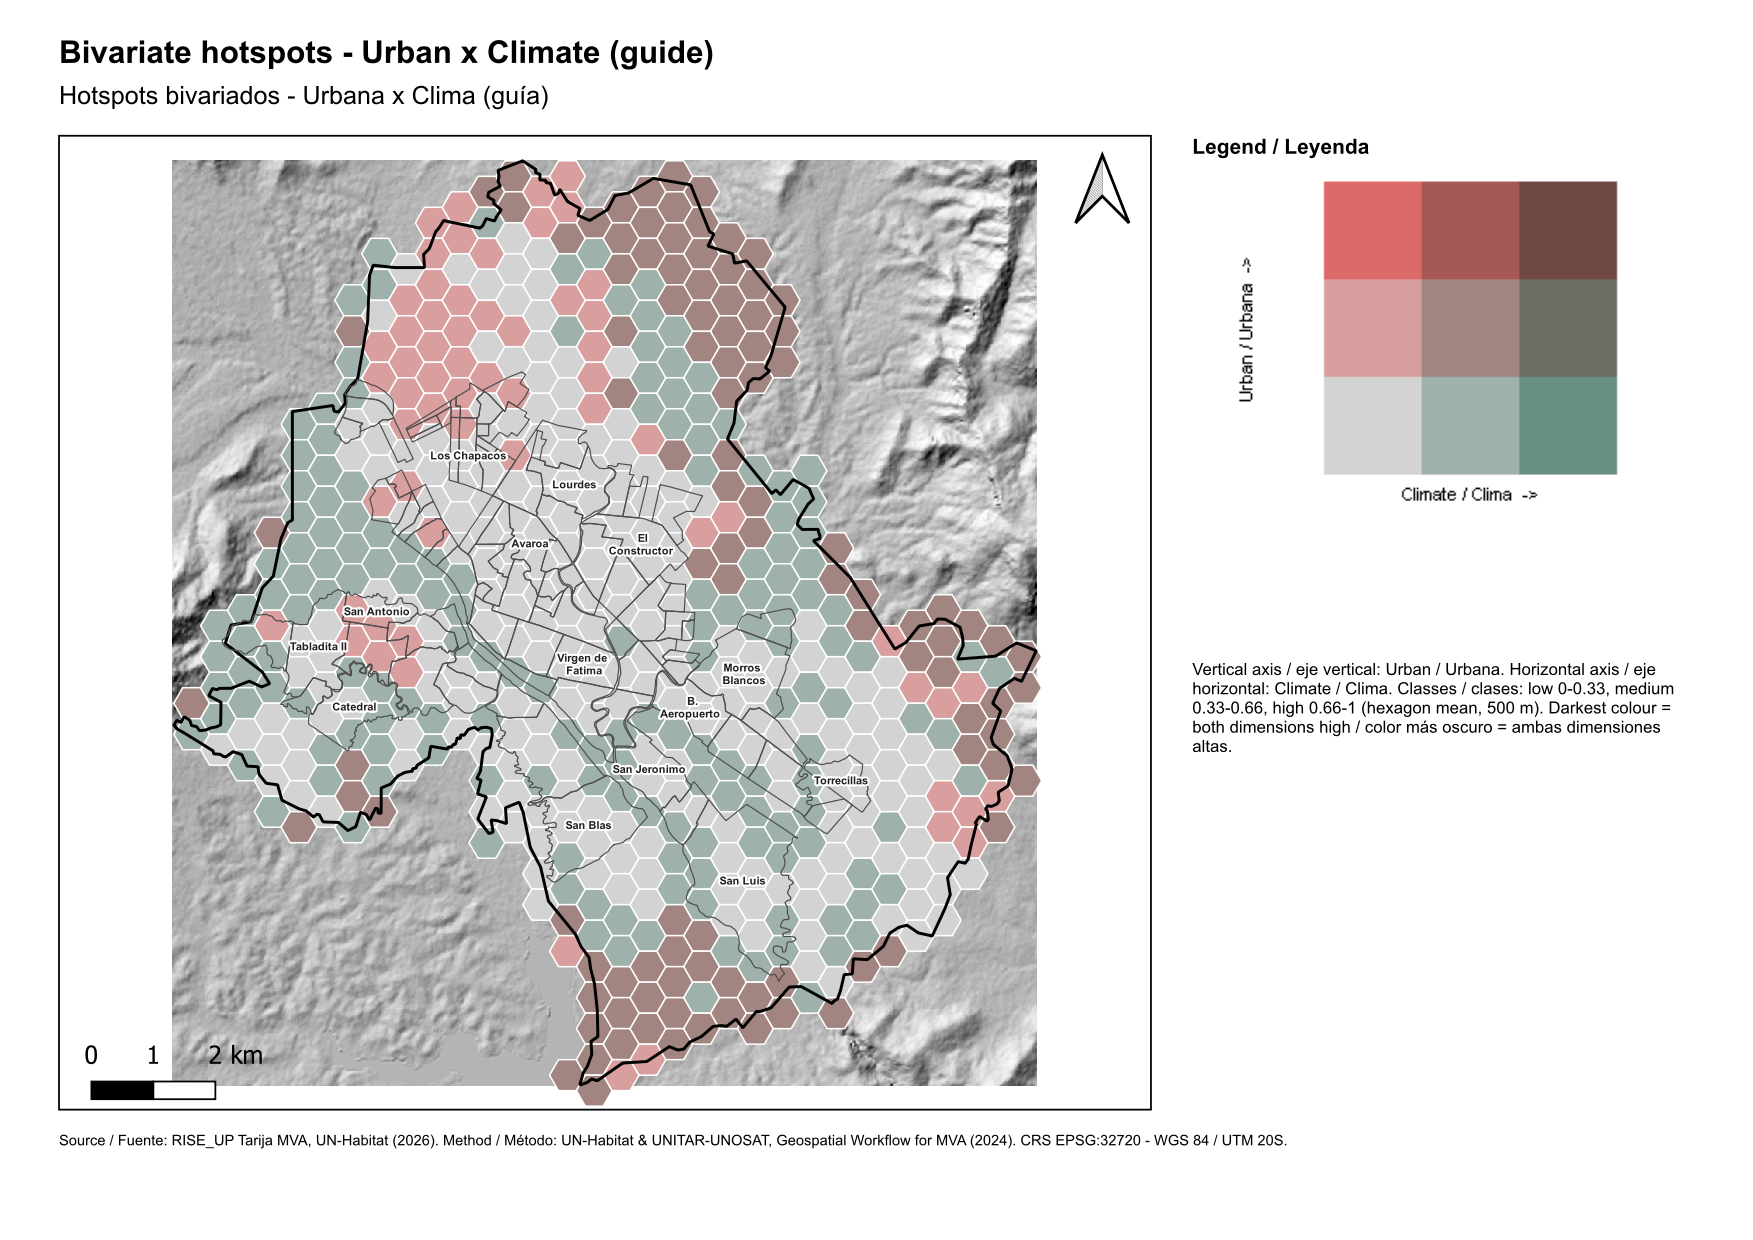 Bivariate hotspots - Urban x Climate (guide)
Hotspots bivariados - Urbana x Clima (guía)
Legend / Leyenda
Urban / Urbana ->
Climate / Clima ->
Los Chapacos
Lourdes
Avaroa
El
Constructor
San Antonio
Tabladita II
Virgen de
Fatima
Morros
Blancos
Catedral
B.
Aeropuerto
San Jeronimo
Torrecillas
San Blas
San Luis
Vertical axis / eje vertical: Urban / Urbana. Horizontal axis / eje
horizontal: Climate / Clima. Classes / clases: low 0-0.33, medium
0.33-0.66, high 0.66-1 (hexagon mean, 500 m). Darkest colour =
both dimensions high / color más oscuro = ambas dimensiones
altas.
0 1 2 km
Source / Fuente: RISE_UP Tarija MVA, UN-Habitat (2026). Method / Método: UN-Habitat & UNITAR-UNOSAT, Geospatial Workflow for MVA (2024). CRS EPSG:32720 - WGS 84 / UTM 20S.